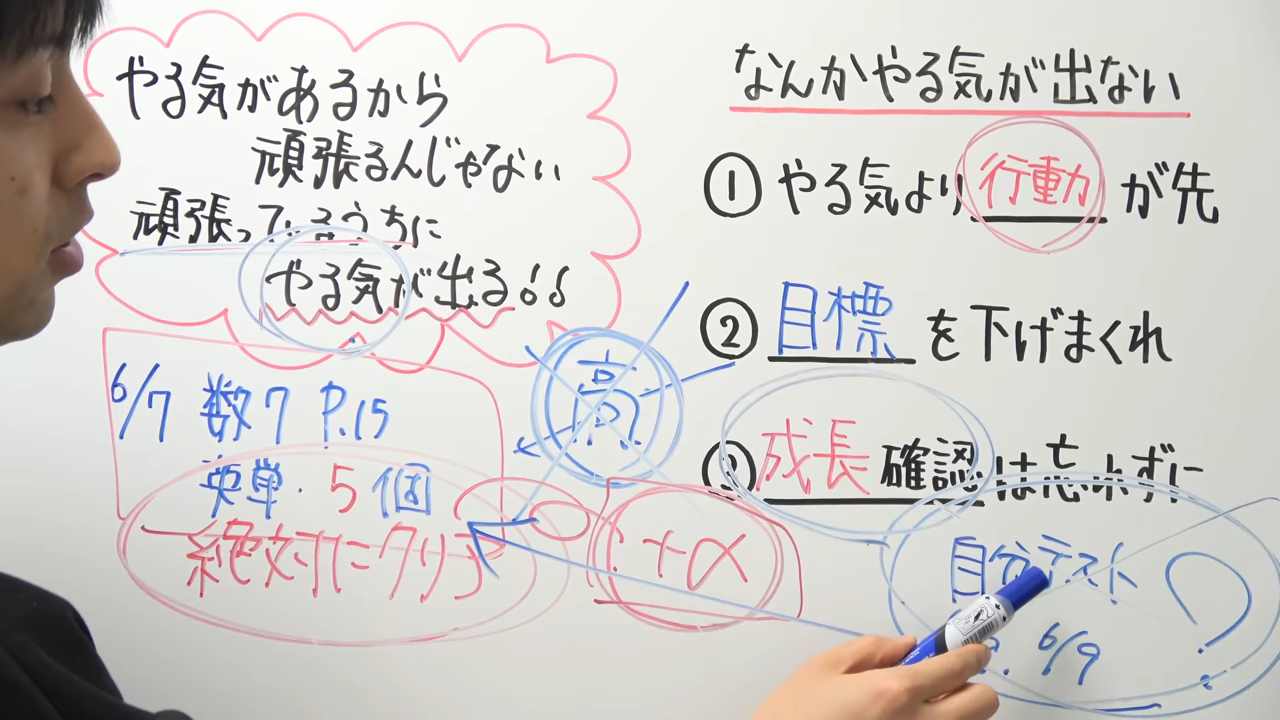 やる気があるから
頑張るんじゃない
頑張っているうちに
やる気が出る!!
6/7 数7 P.15
英単. 5個
絶対にクリア
高
+α
なんかやる気が出ない
① やる気より行動が先
② 目標を下げまくれ
③ 成長確認は忘れずに
自分テスト ?
6/9